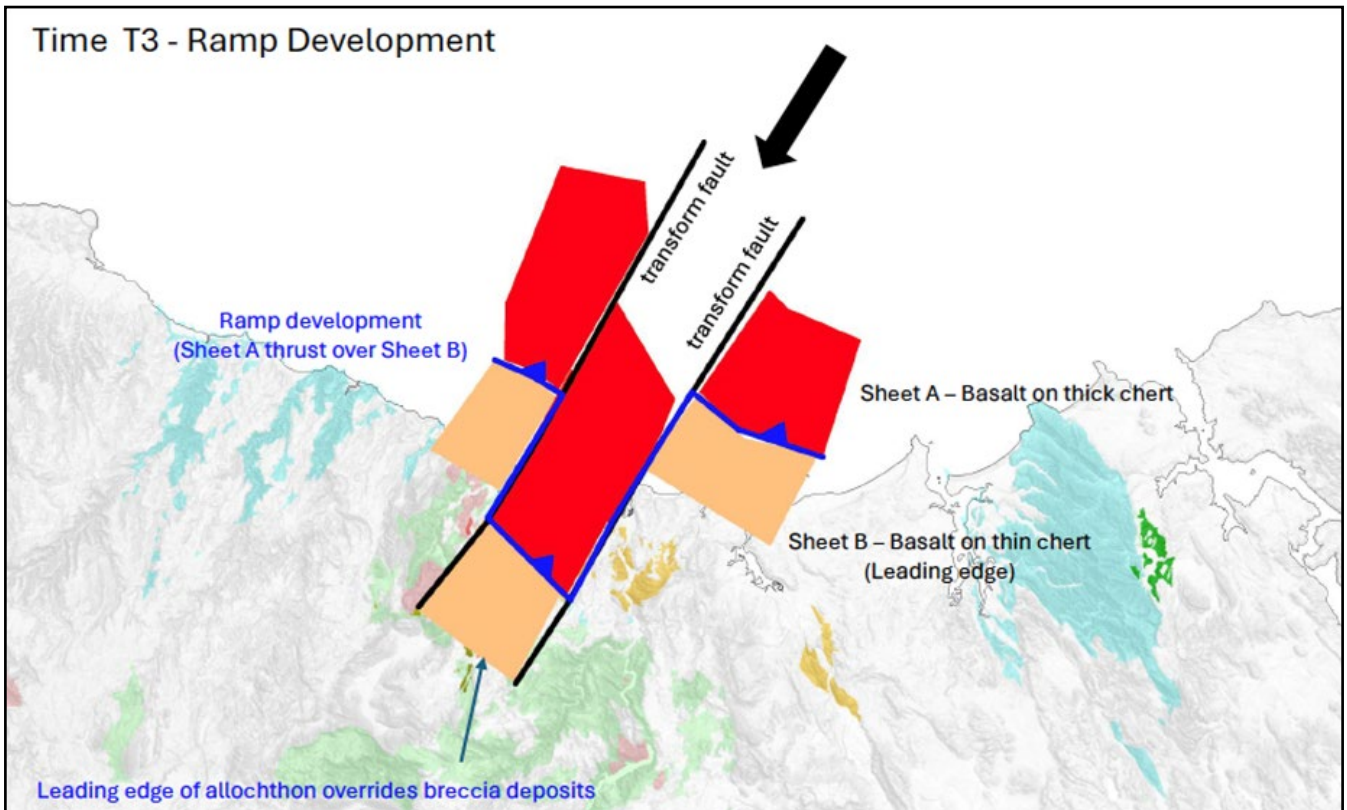 Time T3 - Ramp Development
transform fault
transform fault
Ramp development
(Sheet A thrust over Sheet B)
Sheet A – Basalt on thick chert
Sheet B – Basalt on thin chert
(Leading edge)
Leading edge of allochthon overrides breccia deposits